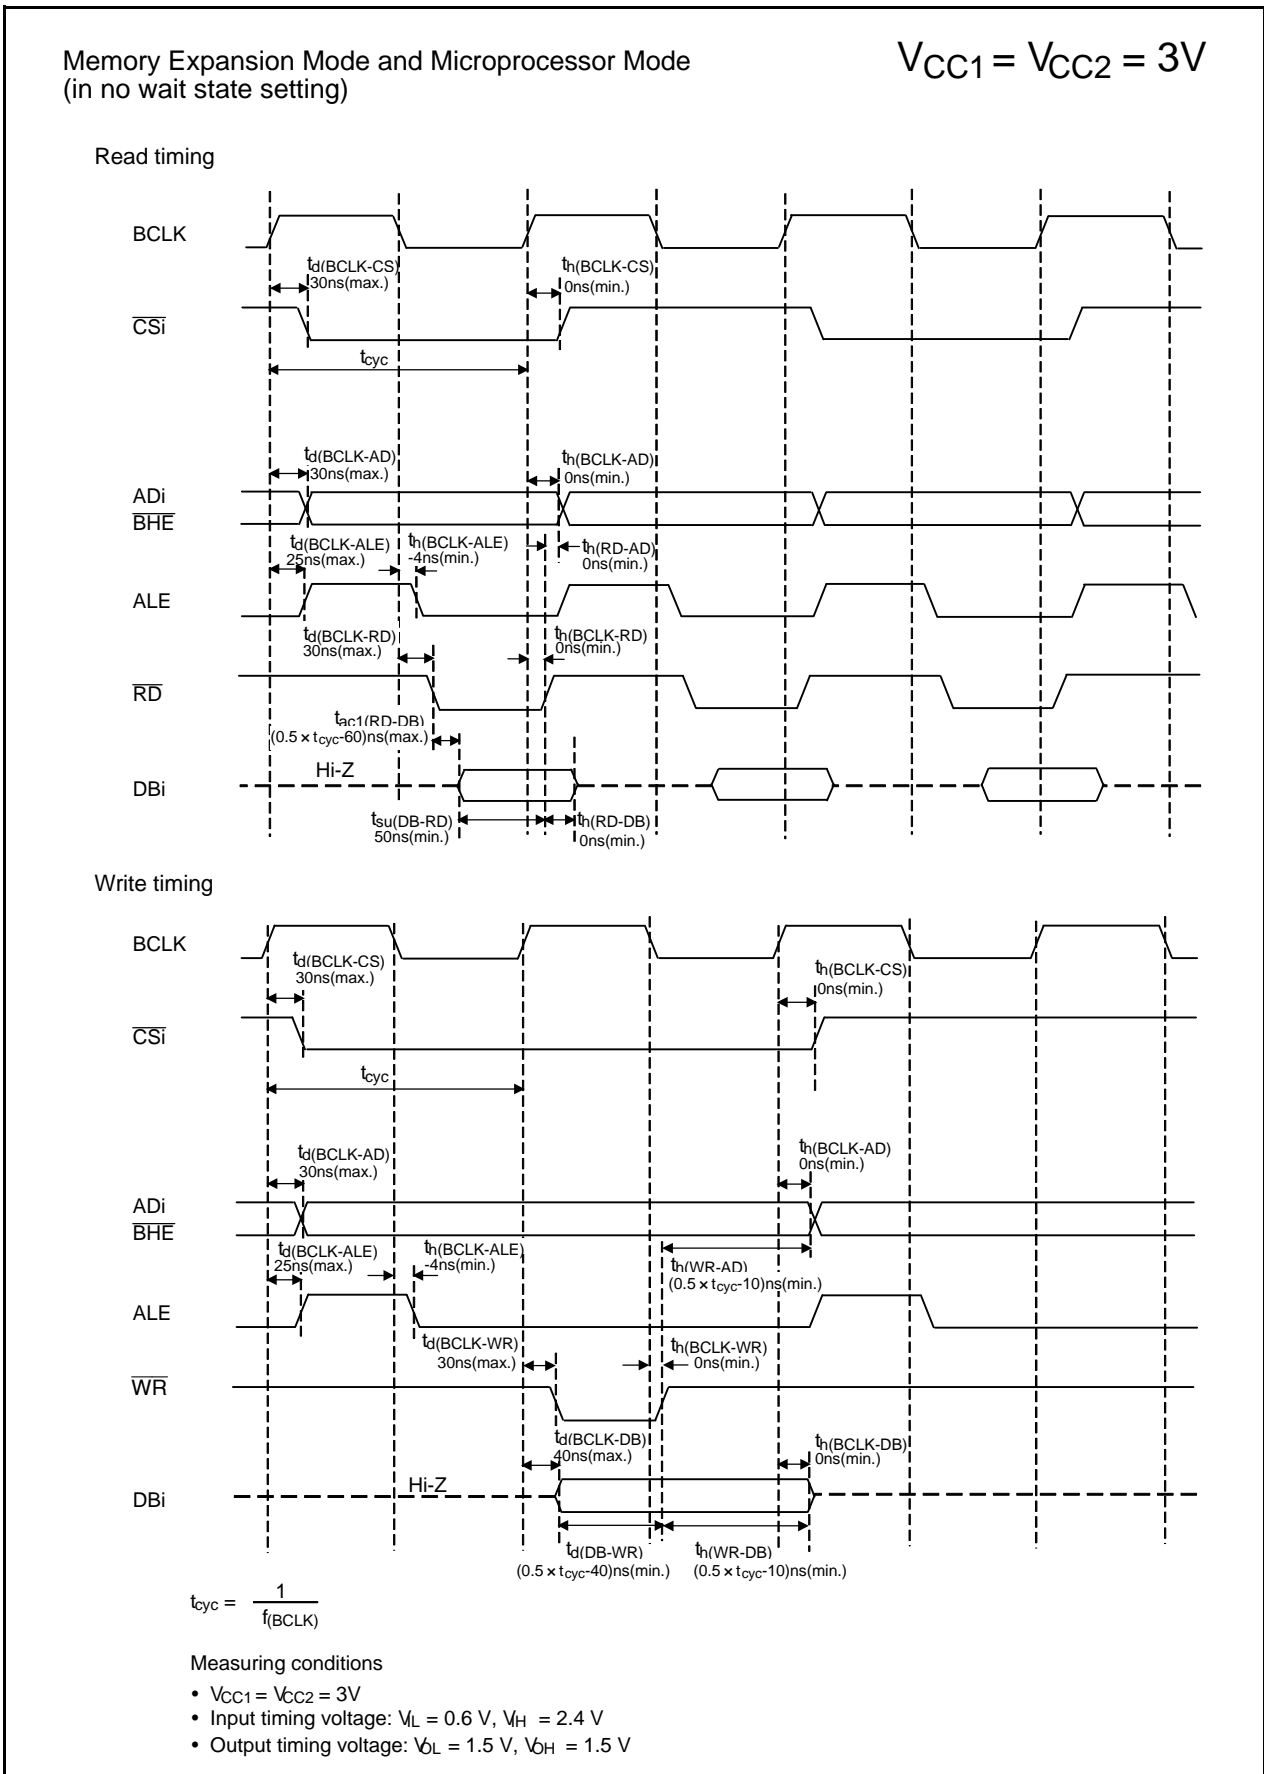 Memory Expansion Mode and Microprocessor Mode
(in no wait state setting)
VCC1 = VCC2 = 3V
Read timing
BCLK
td(BCLK-CS)
30ns(max.)
th(BCLK-CS)
0ns(min.)
CSi
tcyc
td(BCLK-AD)
30ns(max.)
th(BCLK-AD)
0ns(min.)
ADi
BHE
td(BCLK-ALE)
25ns(max.)
th(BCLK-ALE)
-4ns(min.)
th(RD-AD)
0ns(min.)
ALE
td(BCLK-RD)
30ns(max.)
th(BCLK-RD)
0ns(min.)
RD
tac1(RD-DB)
(0.5 × tcyc-60)ns(max.)
Hi-Z
DBi
tsu(DB-RD)
50ns(min.)
th(RD-DB)
0ns(min.)
Write timing
BCLK
td(BCLK-CS)
30ns(max.)
th(BCLK-CS)
0ns(min.)
CSi
tcyc
td(BCLK-AD)
30ns(max.)
th(BCLK-AD)
0ns(min.)
ADi
BHE
td(BCLK-ALE)
25ns(max.)
th(BCLK-ALE)
-4ns(min.)
th(WR-AD)
(0.5 × tcyc-10)ns(min.)
ALE
td(BCLK-WR)
30ns(max.)
th(BCLK-WR)
0ns(min.)
WR
td(BCLK-DB)
40ns(max.)
th(BCLK-DB)
0ns(min.)
Hi-Z
DBi
td(DB-WR)
(0.5 × tcyc-40)ns(min.)
th(WR-DB)
(0.5 × tcyc-10)ns(min.)
tcyc = 1
f(BCLK)
Measuring conditions
• VCC1 = VCC2 = 3V
• Input timing voltage: VIL = 0.6 V, VIH = 2.4 V
• Output timing voltage: VOL = 1.5 V, VOH = 1.5 V